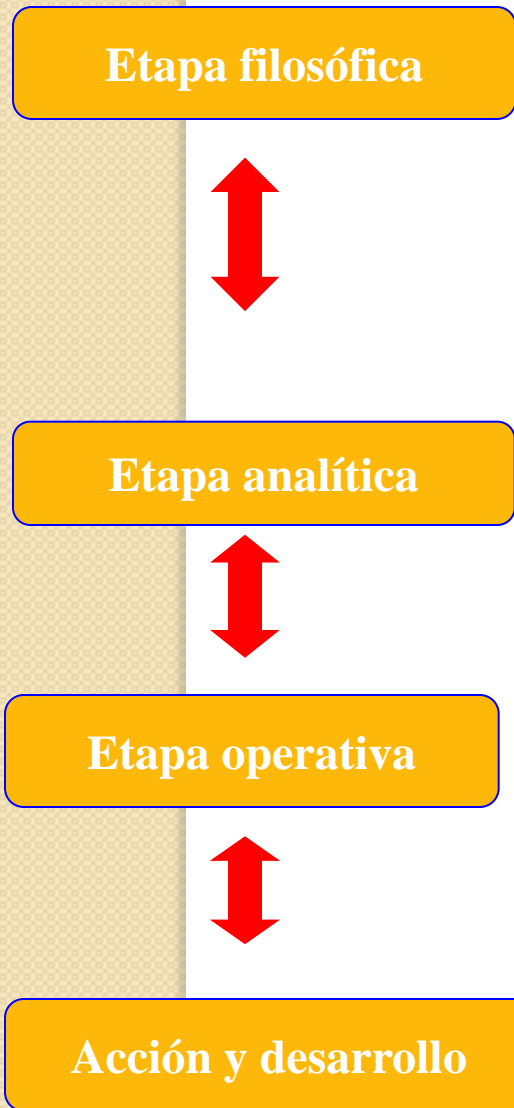 Etapa filosófica
Etapa analítica
Etapa operativa
Acción y desarrollo